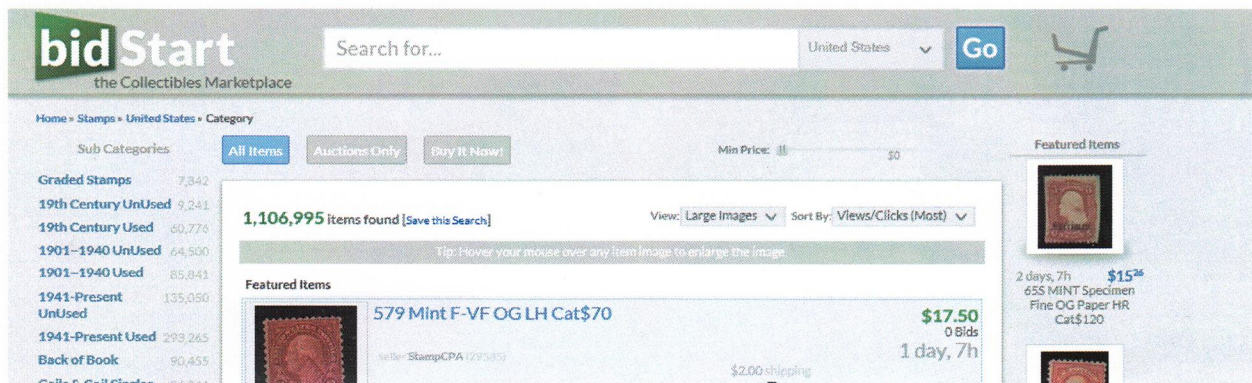 bidStart
the Collectibles Marketplace
Search for...
United States
Go
Home » Stamps » United States » Category
Sub Categories
Graded Stamps 7,342
19th Century UnUsed 9,241
19th Century Used 60,776
1901-1940 UnUsed 64,500
1901-1940 Used 85,841
1941-Present UnUsed 135,050
1941-Present Used 293,265
Back of Book 90,455
All Items
Auctions Only
Buy It Now!
Min Price:
$0
1,106,995 items found [Save this Search]
View: Large Images
Sort By: Views/Clicks (Most)
Tip: Hover your mouse over any item image to enlarge the image
Featured Items
579 Mint F-VF OG LH Cat$70
seller StampCPA
$17.50
0 Bids
1 day, 7h
$2.00 shipping
Featured Items
2 days, 7h $1526
65S MINT Specimen
Fine OG Paper HR
Cat$120